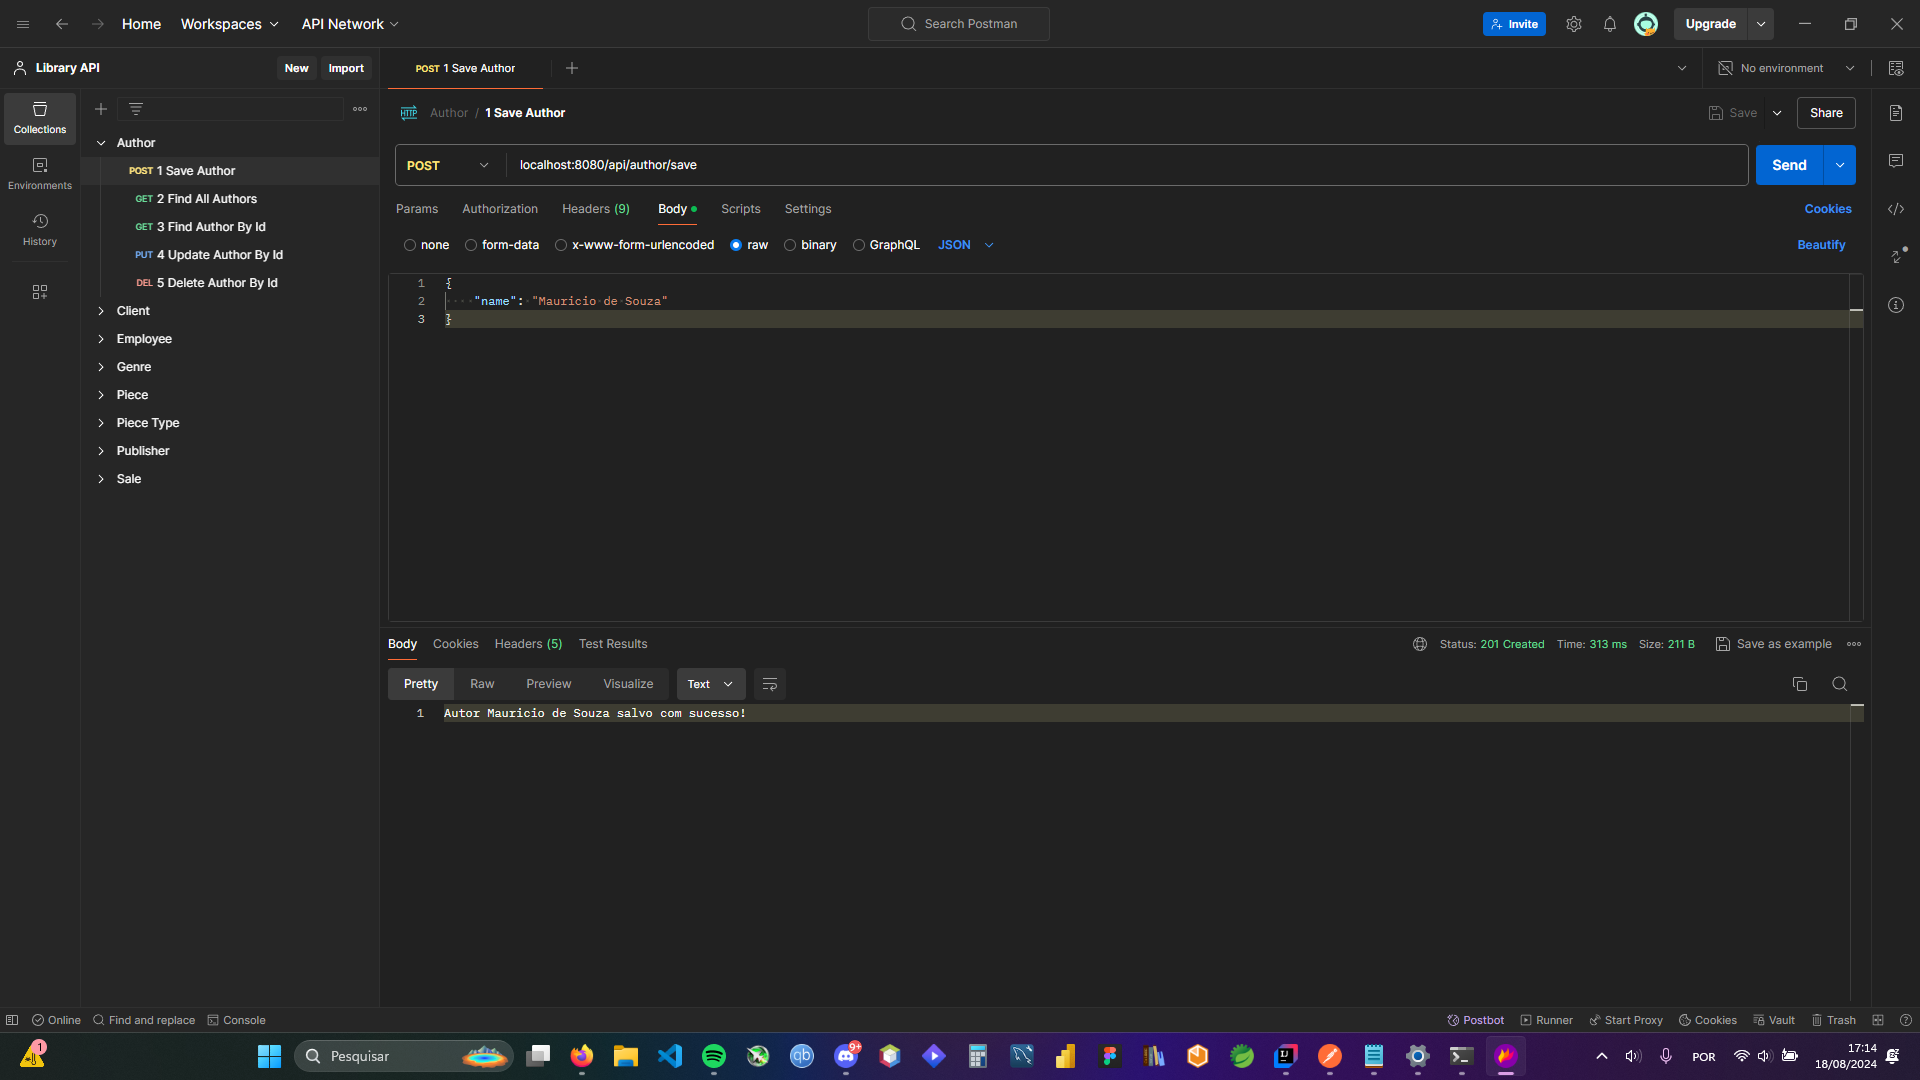 Home Workspaces API Network Search Postman Invite Upgrade
Library API New Import POST 1 Save Author No environment
Author / 1 Save Author Save Share
Collections
Environments
History
Author
POST 1 Save Author
GET 2 Find All Authors
GET 3 Find Author By Id
PUT 4 Update Author By Id
DEL 5 Delete Author By Id
Client
Employee
Genre
Piece
Piece Type
Publisher
Sale
HTTP
POST localhost:8080/api/author/save Send
Params Authorization Headers (9) Body Scripts Settings Cookies
none form-data x-www-form-urlencoded raw binary GraphQL JSON Beautify
1 {
2 "name": "Mauricio de Souza"
3 }
Body Cookies Headers (5) Test Results Status: 201 Created Time: 313 ms Size: 211 B Save as example
Pretty Raw Preview Visualize Text
1 Autor Mauricio de Souza salvo com sucesso!
Online Find and replace Console Postbot Runner Start Proxy Cookies Vault Trash
1 Pesquisar qb 9+ IJ POR 17:14
18/08/2024